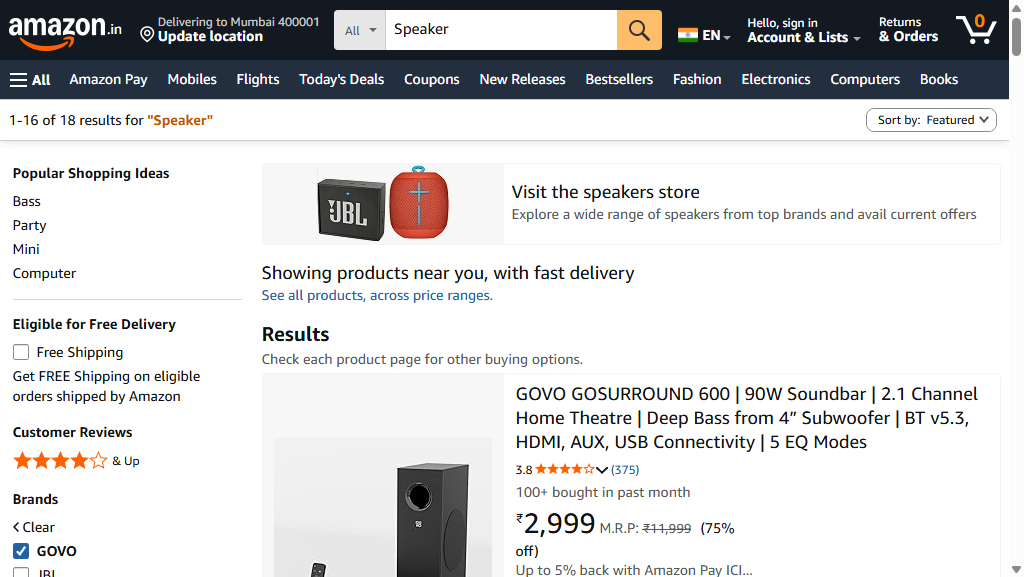 amazon.in
Delivering to Mumbai 400001
Update location
All
Speaker
EN
Hello, sign in
Account & Lists
Returns
& Orders
0
All
Amazon Pay
Mobiles
Flights
Today's Deals
Coupons
New Releases
Bestsellers
Fashion
Electronics
Computers
Books
1-16 of 18 results for "Speaker"
Sort by: Featured
Popular Shopping Ideas
Bass
Party
Mini
Computer
Eligible for Free Delivery
Free Shipping
Get FREE Shipping on eligible
orders shipped by Amazon
Customer Reviews
& Up
Brands
Clear
GOVO
JBL
JBL
Visit the speakers store
Explore a wide range of speakers from top brands and avail current offers
Showing products near you, with fast delivery
See all products, across price ranges.
Results
Check each product page for other buying options.
GOVO GOSURROUND 600 | 90W Soundbar | 2.1 Channel
Home Theatre | Deep Bass from 4” Subwoofer | BT v5.3,
HDMI, AUX, USB Connectivity | 5 EQ Modes
3.8 (375)
100+ bought in past month
₹2,999 M.R.P: ₹11,999 (75%
off)
Up to 5% back with Amazon Pay ICI...